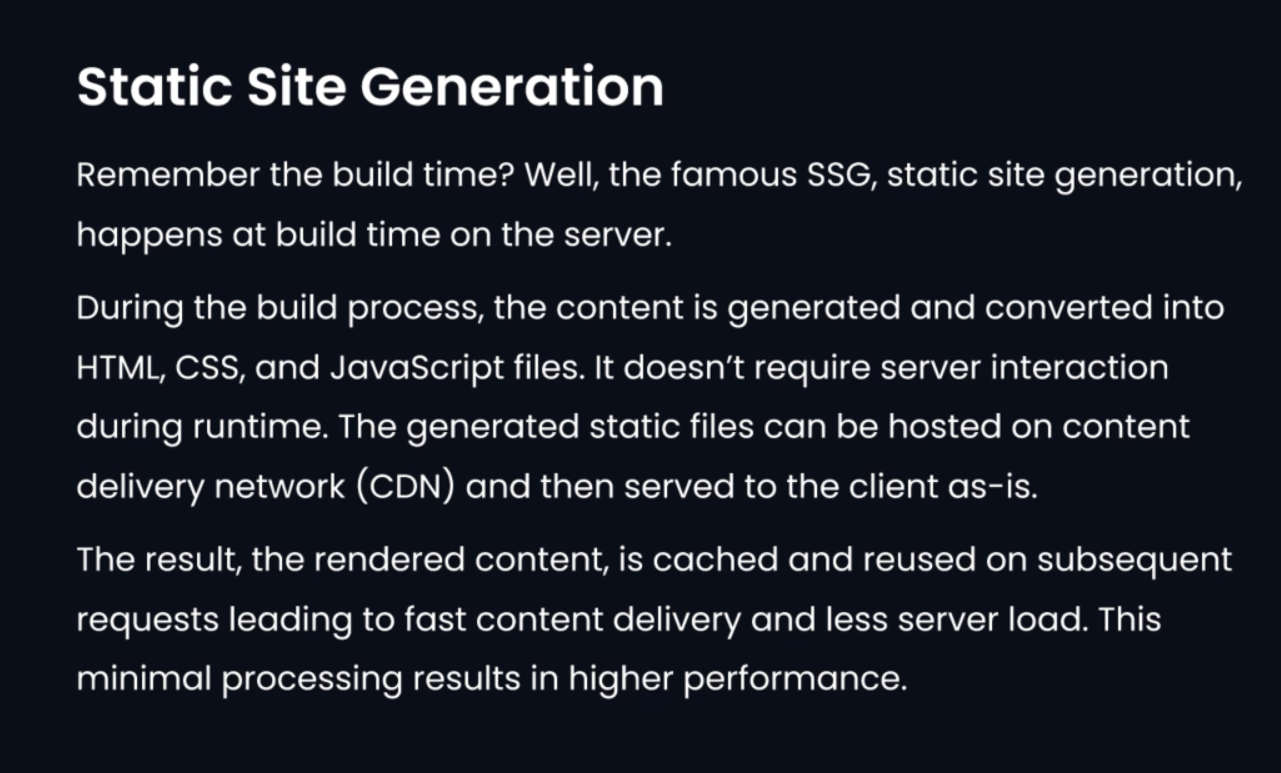 Static Site Generation
Remember the build time? Well, the famous SSG, static site generation,
happens at build time on the server.
During the build process, the content is generated and converted into
HTML, CSS, and JavaScript files. It doesn’t require server interaction
during runtime. The generated static files can be hosted on content
delivery network (CDN) and then served to the client as-is.
The result, the rendered content, is cached and reused on subsequent
requests leading to fast content delivery and less server load. This
minimal processing results in higher performance.